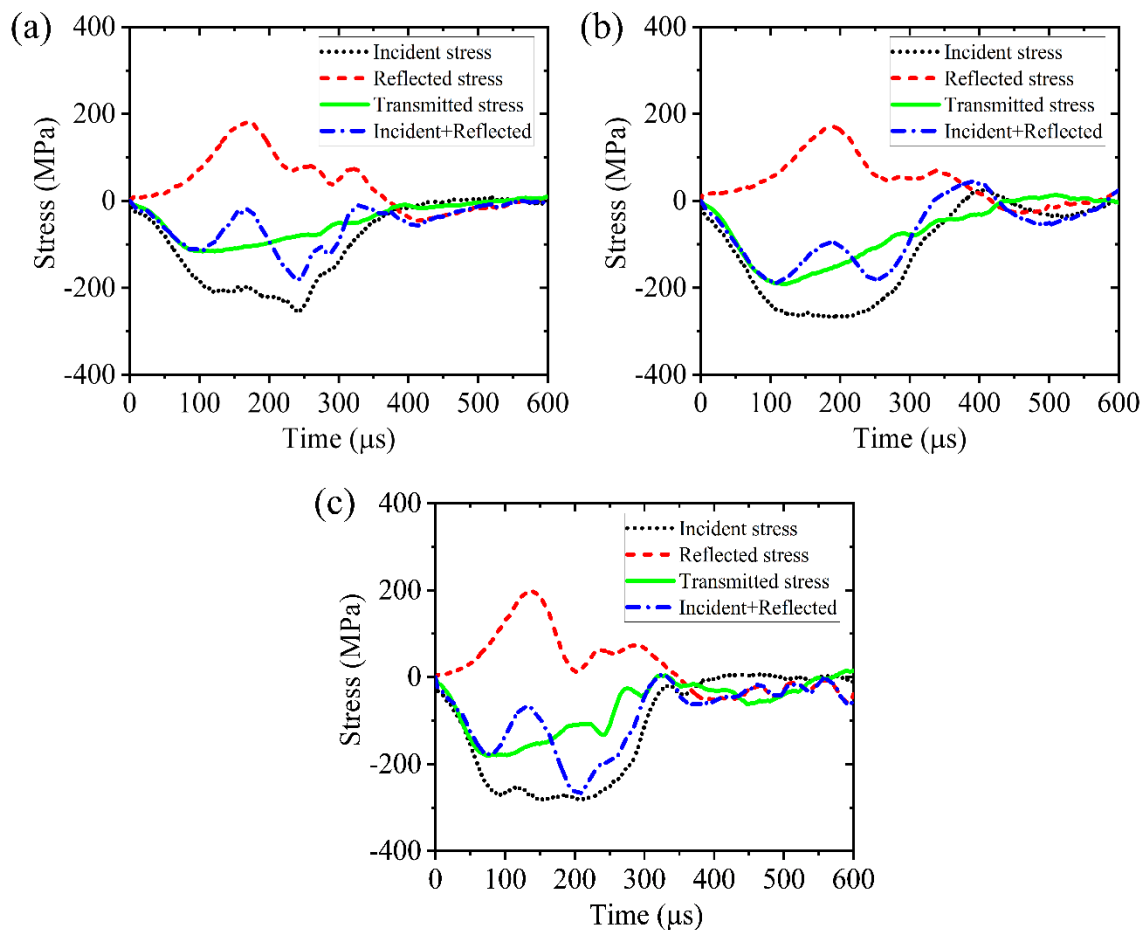 (a)
400
200
0
-200
-400
Stress (MPa)
Incident stress
Reflected stress
Transmitted stress
Incident+Reflected
0 100 200 300 400 500 600
Time (μs)
(b)
400
200
0
-200
-400
Stress (MPa)
Incident stress
Reflected stress
Transmitted stress
Incident+Reflected
0 100 200 300 400 500 600
Time (μs)
(c)
400
200
0
-200
-400
Stress (MPa)
Incident stress
Reflected stress
Transmitted stress
Incident+Reflected
0 100 200 300 400 500 600
Time (μs)